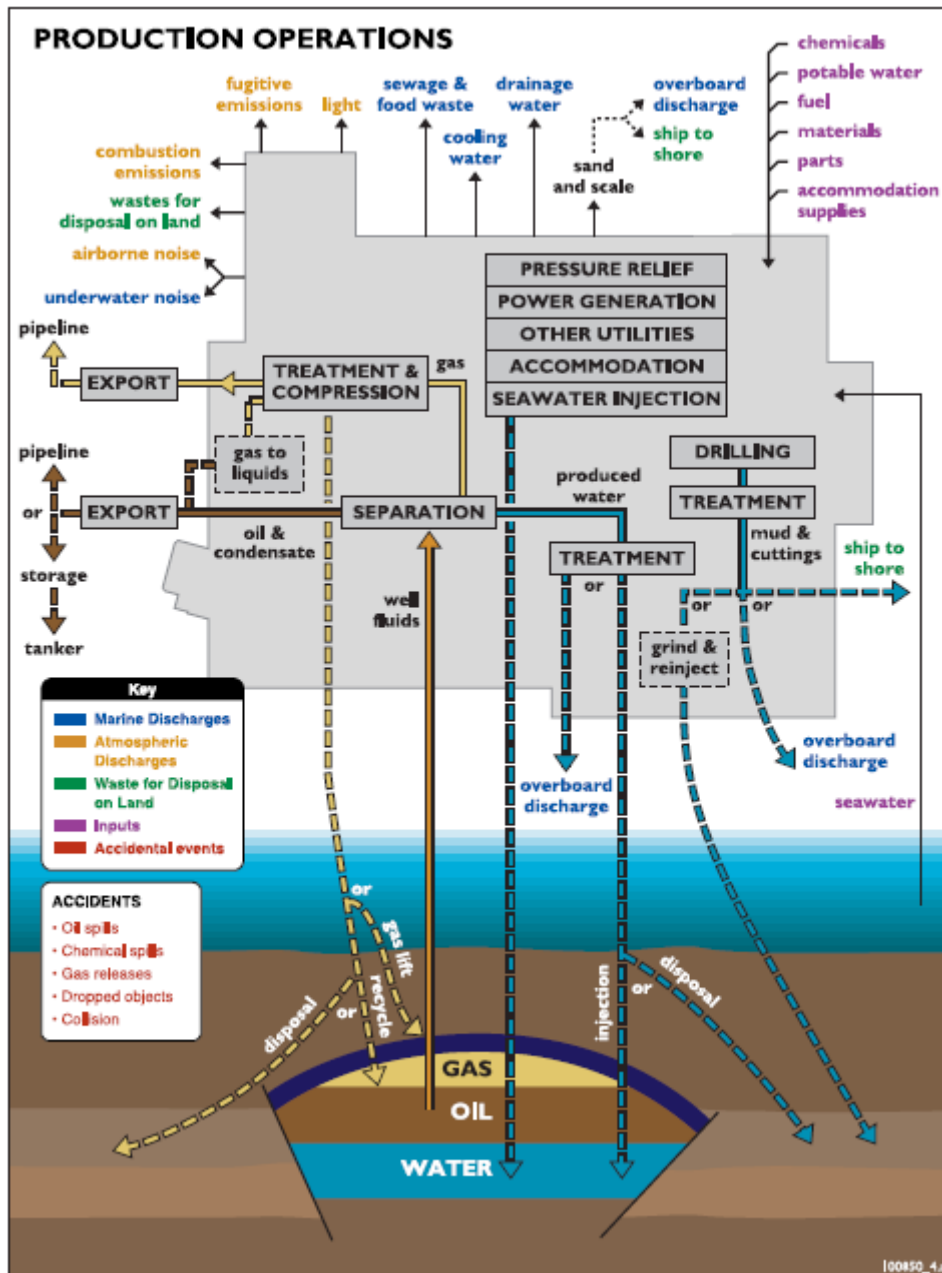 PRODUCTION OPERATIONS
chemicals
potable water
fuel
materials
parts
accommodation
supplies
fugitive
emissions
light
sewage &
food waste
cooling
water
drainage
water
overboard
discharge
ship to
shore
sand
and scale
combustion
emissions
wastes for
disposal on land
airborne noise
underwater noise
PRESSURE RELIEF
POWER GENERATION
OTHER UTILITIES
ACCOMMODATION
SEAWATER INJECTION
pipeline
EXPORT
TREATMENT &
COMPRESSION
gas
gas to
liquids
pipeline
or
storage
tanker
EXPORT
oil &
condensate
SEPARATION
produced
water
TREATMENT
or
DRILLING
TREATMENT
mud &
cuttings
ship to
shore
or
or
grind &
reinject
well
fluids
overboard
discharge
overboard
discharge
seawater
Key
Marine Discharges
Atmospheric
Discharges
Waste for Disposal
on Land
Inputs
Accidental events
ACCIDENTS
• Oil spills
• Chemical spills
• Gas releases
• Dropped objects
• Collision
or
gas lift
recycle
or
disposal
injection
or
disposal
GAS
OIL
WATER